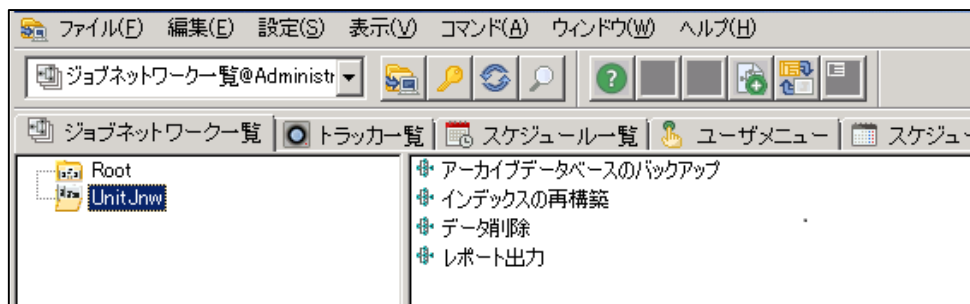 ファイル(F) 編集(E) 設定(S) 表示(V) コマンド(A) ウィンドウ(W) ヘルプ(H)
ジョブネットワーク一覧@Administr
ジョブネットワーク一覧 トラッカ一覧 スケジュール一覧 ユーザメニュー スケジュー
Root
UnitJnw
アーカイブデータベースのバックアップ
インデックスの再構築
データ削除
レポート出力